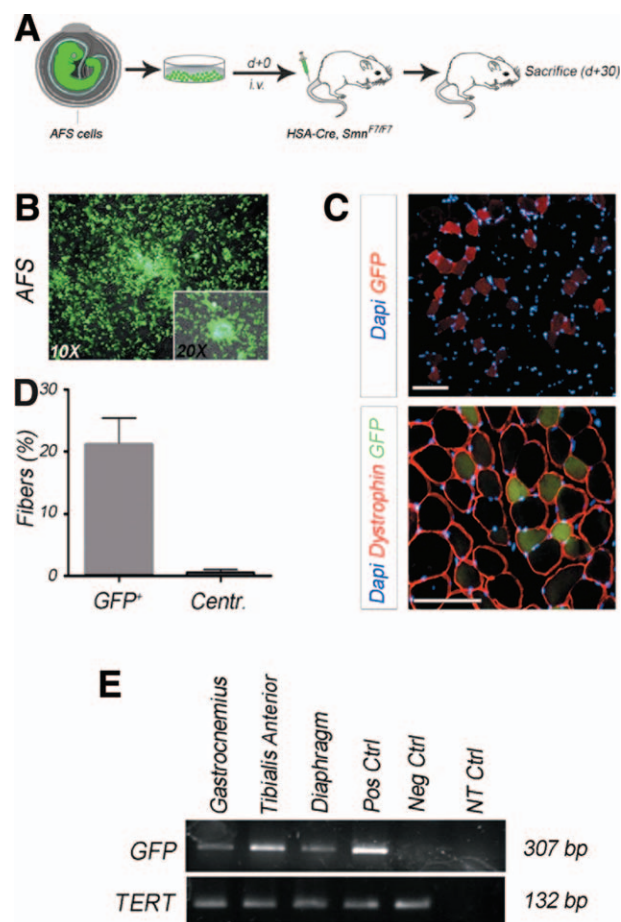 A
AFS cells
d+0
i.v.
HSA-Cre, Smn^F7/F7
Sacrifice (d+30)
B
AFS
10X
20X
C
Dapi GFP
Dapi Dystrophin GFP
D
Fibers (%)
30
20
10
0
GFP+
Centr.
E
Gastrocnemius
Tibialis Anterior
Diaphragm
Pos Ctrl
Neg Ctrl
NT Ctrl
GFP
307 bp
TERT
132 bp